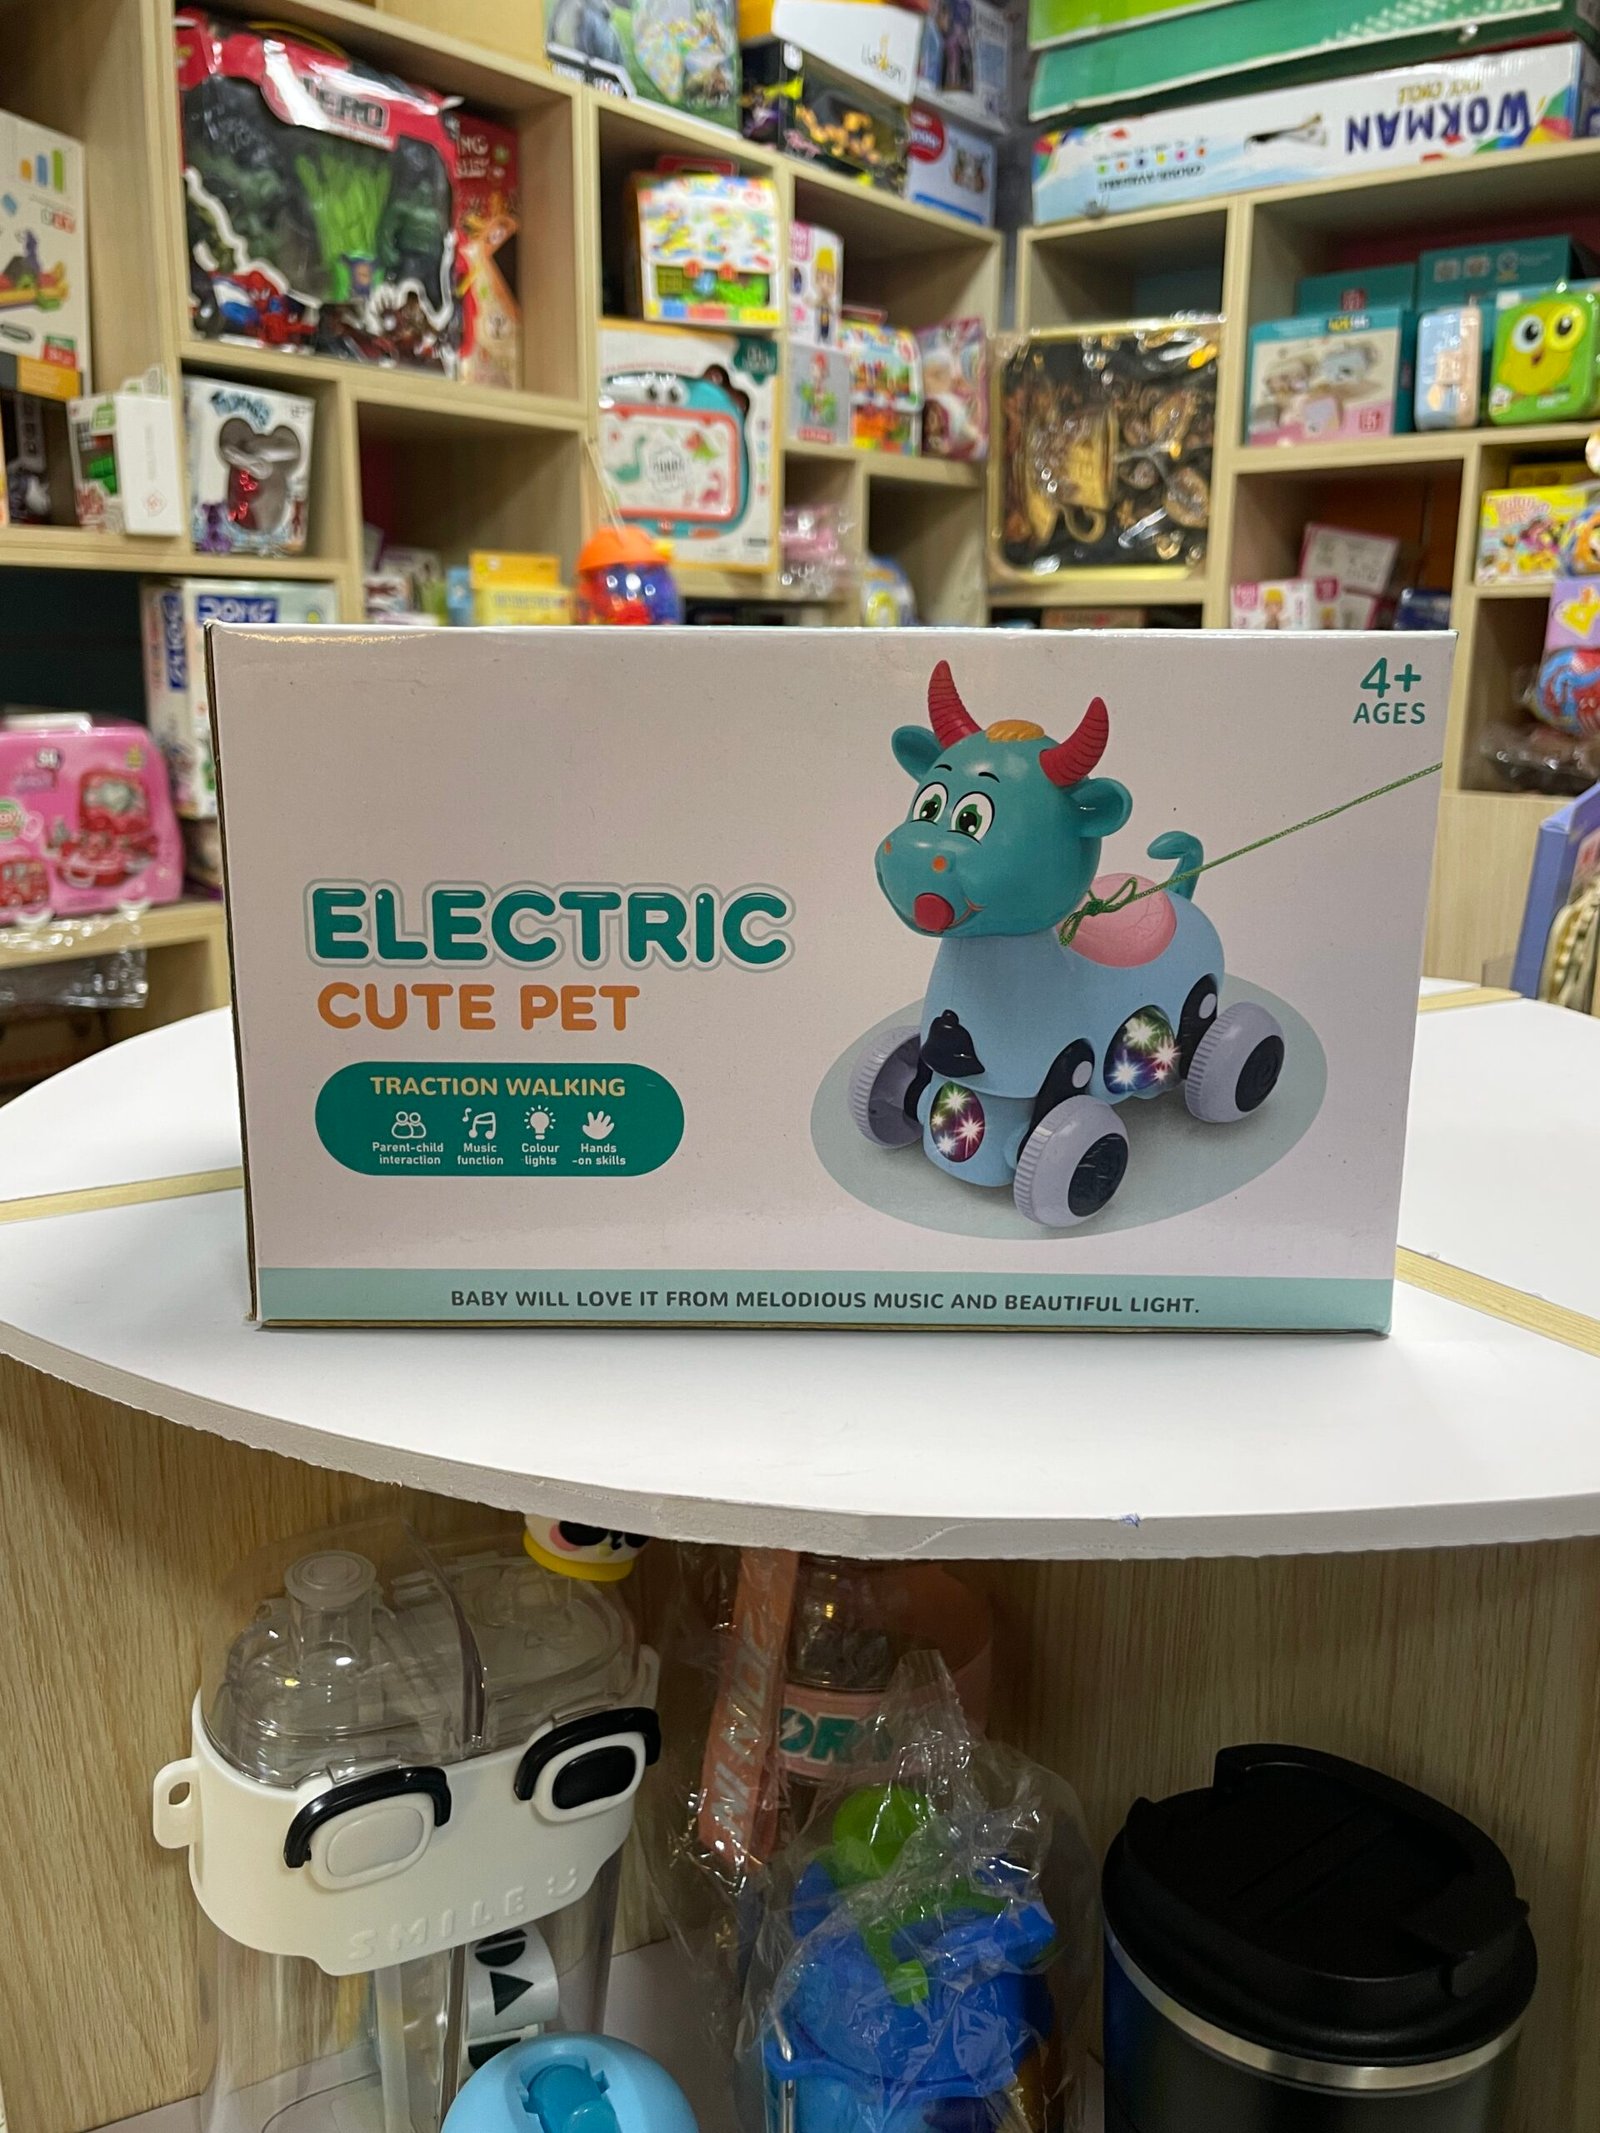 WORKMAN
4+
AGES
ELECTRIC
CUTE PET
TRACTION WALKING
Parent-child
interaction
Music
function
Colour
lights
Hands
-on skills
BABY WILL LOVE IT FROM MELODIOUS MUSIC AND BEAUTIFUL LIGHT.
SMILE